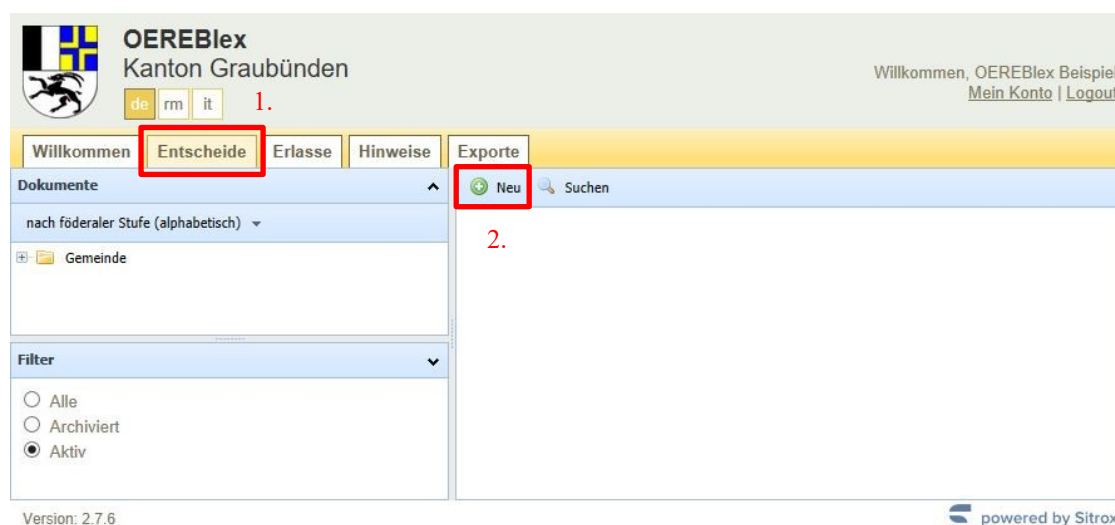 OEREBlex
Kanton Graubünden
Willkommen, OEREBlex Beispiel
Mein Konto | Logout
de rm it 1.
Willkommen Entscheide Erlasse Hinweise Exporte
Dokumente
Neu Suchen
nach föderaler Stufe (alphabetisch)
2.
Gemeinde
Filter
Alle
Archiviert
Aktiv
Version: 2.7.6
powered by Sitrox